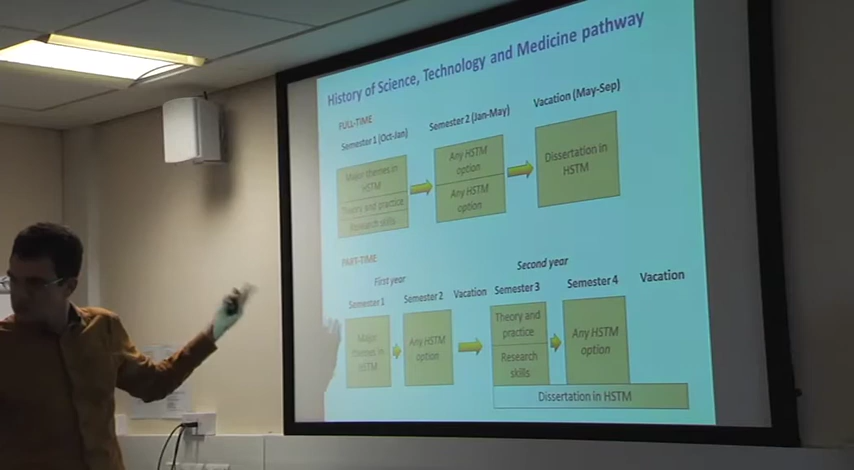 History of Science, Technology and Medicine pathway
FULL-TIME
Semester 1 (Oct-Jan)
Semester 2 (Jan-May)
Vacation (May-Sep)
Major themes in
HSTM
Theory and practice
Research skills
Any HSTM
option
Any HSTM
option
Dissertation in
HSTM
PART-TIME
First year
Second year
Semester 1
Semester 2
Vacation
Semester 3
Semester 4
Vacation
Major
themes in
HSTM
Any HSTM
option
Theory and
practice
Research
skills
Any HSTM
option
Dissertation in HSTM